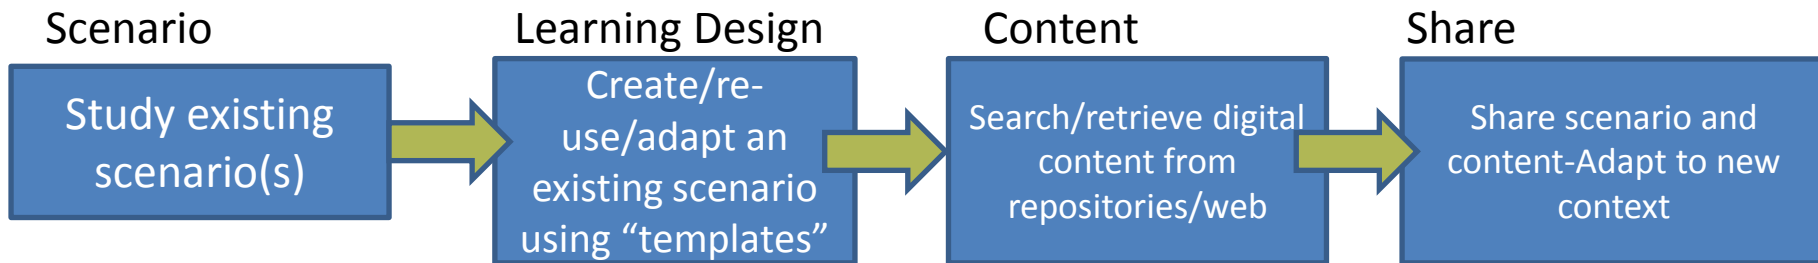 Scenario
Study existing
scenario(s)
Learning Design
Create/re-
use/adapt an
existing scenario
using “templates”
Content
Search/retrieve digital
content from
repositories/web
Share
Share scenario and
content-Adapt to new
context